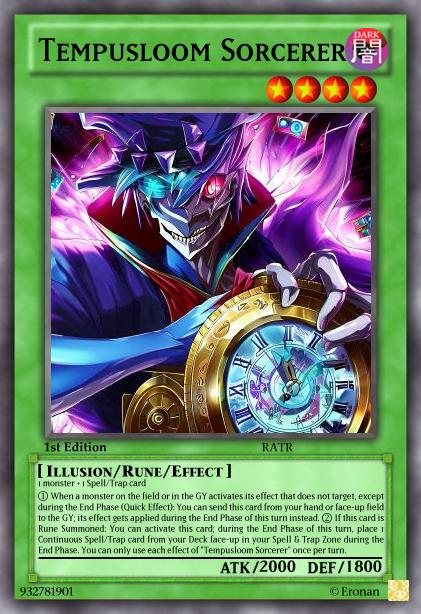 TEMPUSLOOM SORCERER
DARK
闇
1st Edition RATR
[ ILLUSION/RUNE/EFFECT ]
1 monster + 1 Spell/Trap card
① When a monster on the field or in the GY activates its effect that does not target, except
during the End Phase (Quick Effect): You can send this card from your hand or face-up field
to the GY; its effect gets applied during the End Phase of this turn instead. ② If this card is
Rune Summoned: You can activate this card; during the End Phase of this turn, place 1
Continuous Spell/Trap card from your Deck face-up in your Spell & Trap Zone during the
End Phase. You can only use each effect of "Tempusloom Sorcerer" once per turn.
ATK/2000 DEF/1800
932781901 © Eronan